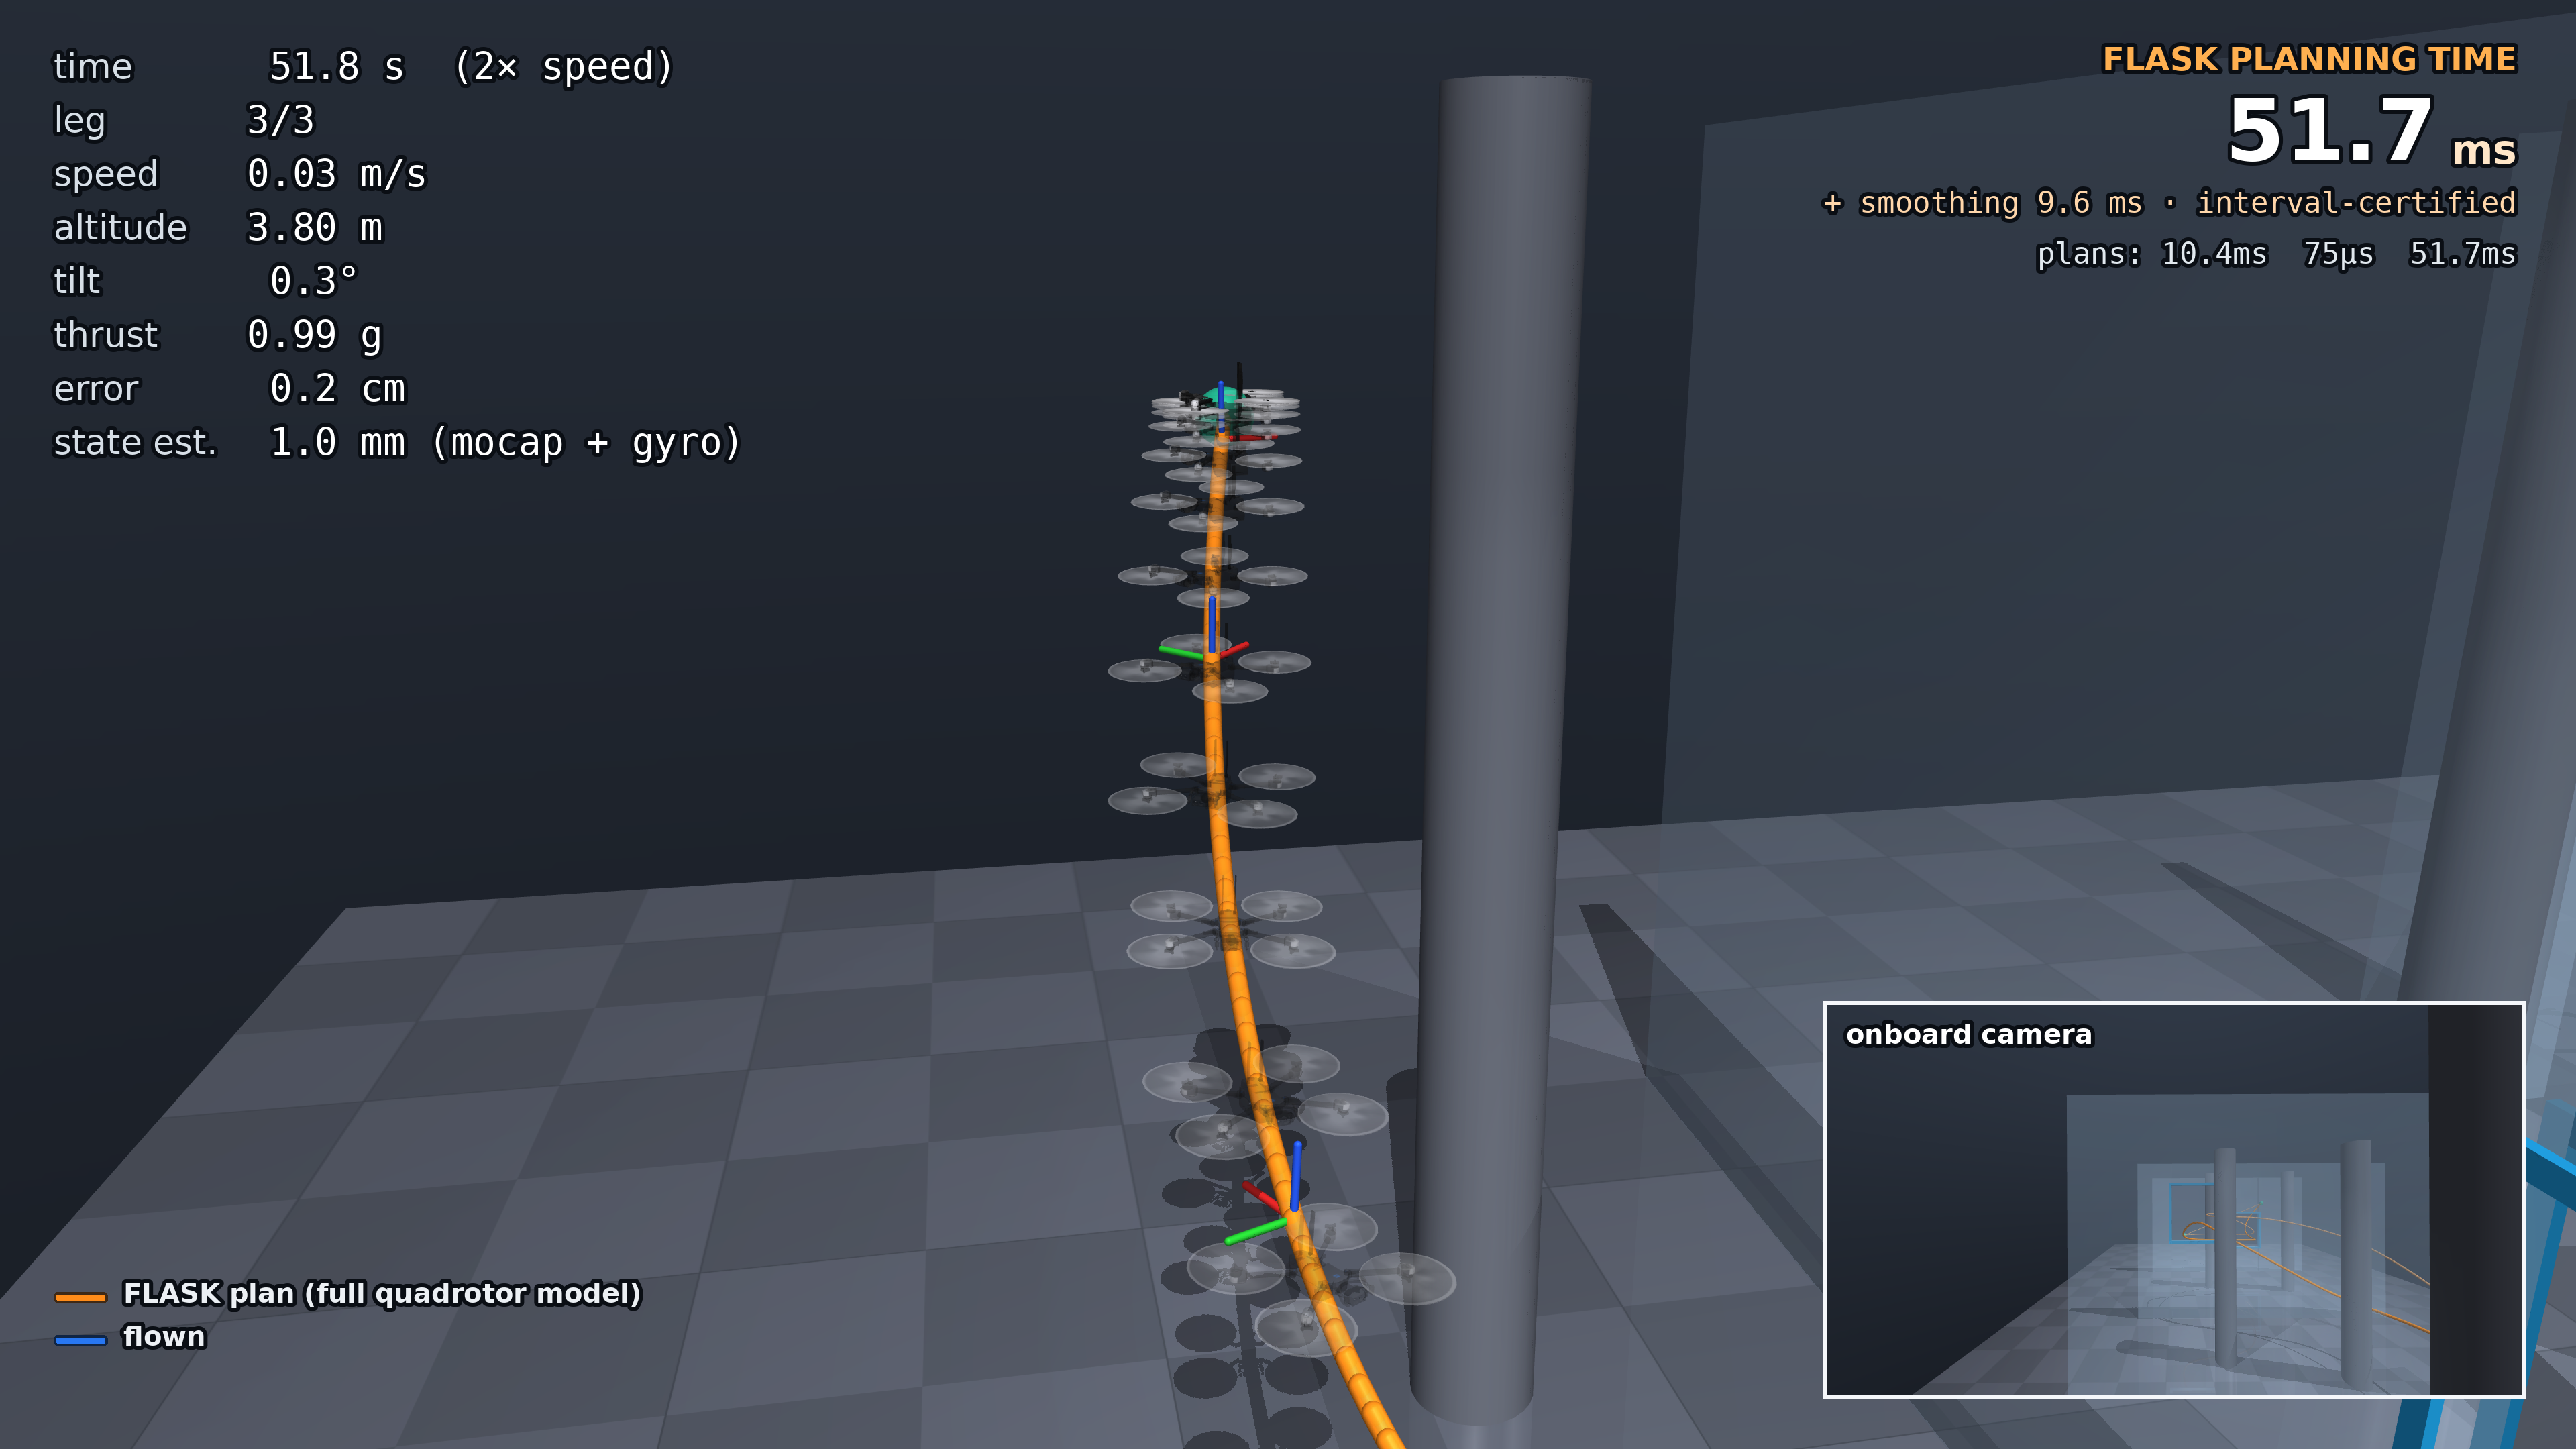 time 51.8 s (2× speed)
leg 3/3
speed 0.03 m/s
altitude 3.80 m
tilt 0.3°
thrust 0.99 g
error 0.2 cm
state est. 1.0 mm (mocap + gyro)
FLASK PLANNING TIME
51.7 ms
+ smoothing 9.6 ms · interval-certified
plans: 10.4ms 75μs 51.7ms
onboard camera
FLASK plan (full quadrotor model)
flown